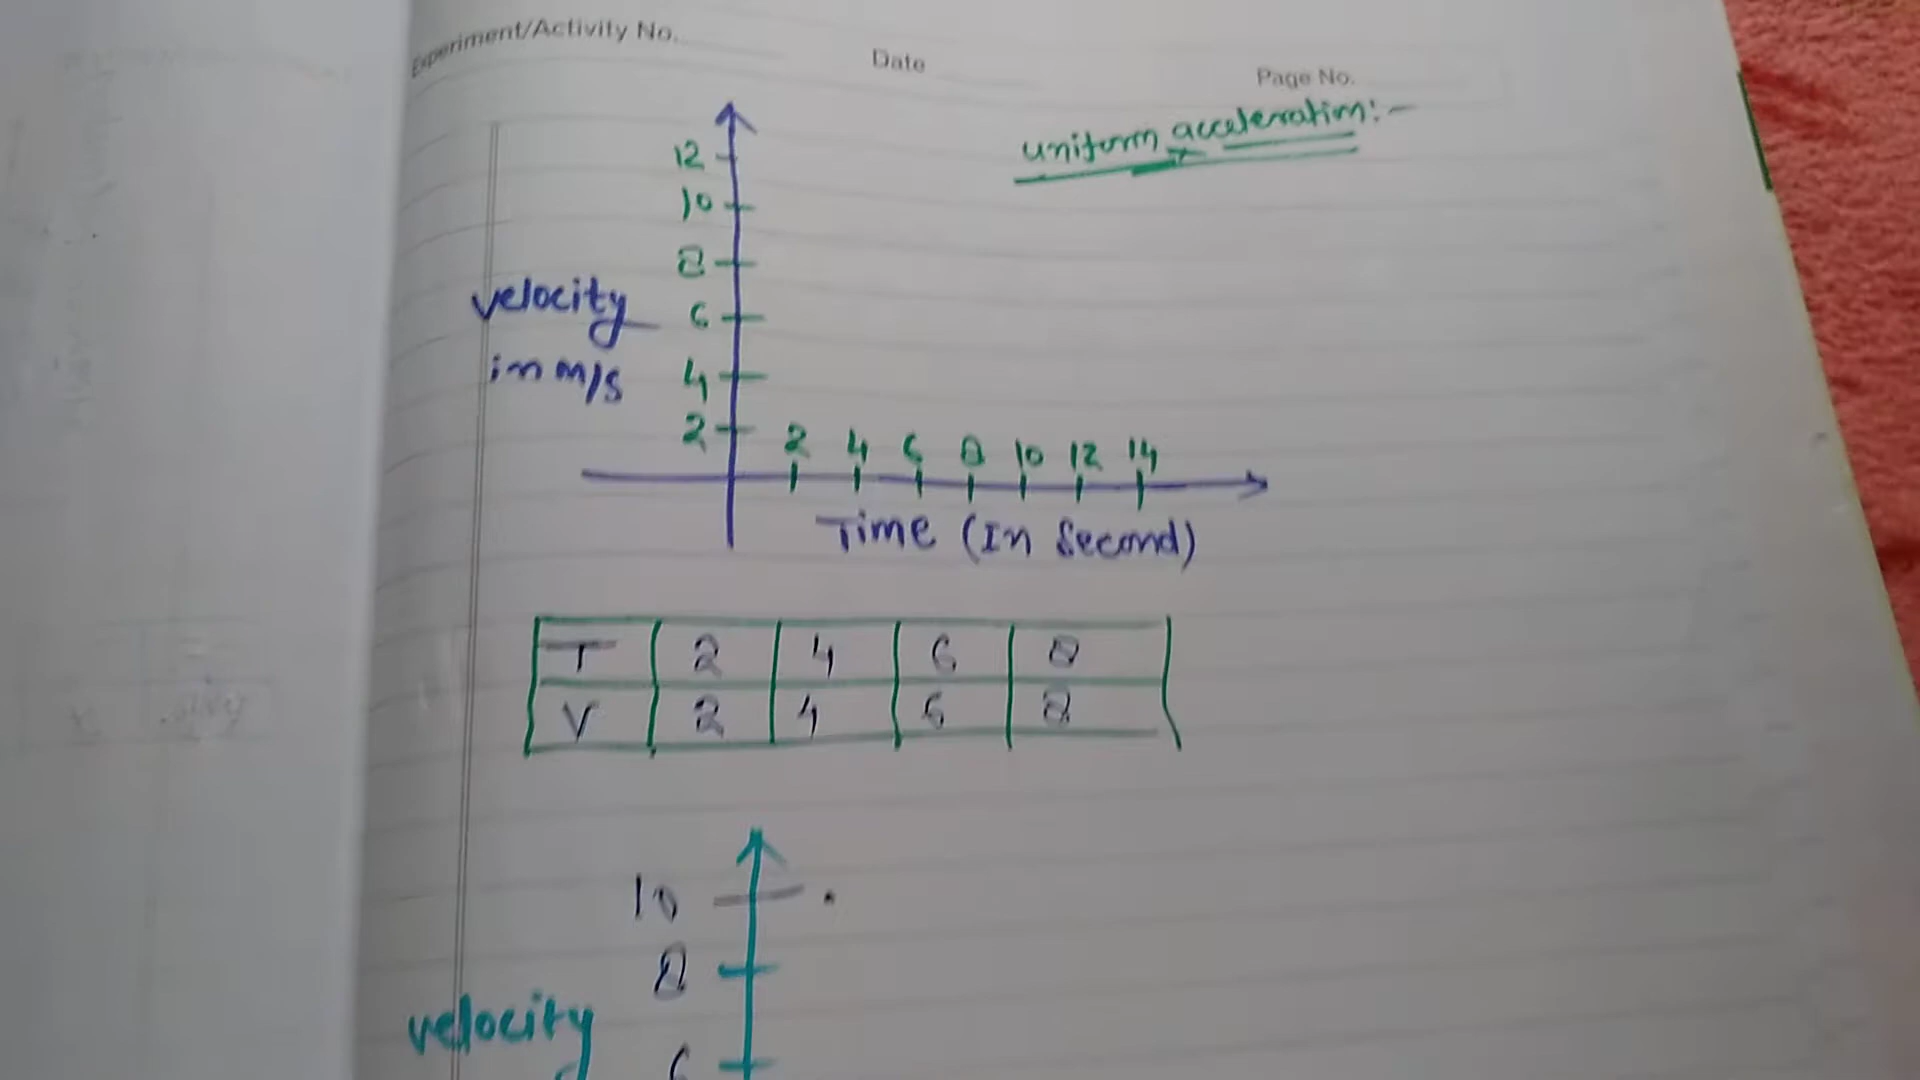 Experiment/Activity No.
Date
Page No.
uniform acceleration:-
12
10
8
6
4
2
velocity
in m/s
2 4 6 8 10 12 14
Time (In Second)
T 2 4 6 8
V 2 4 6 8
10
8
6
velocity